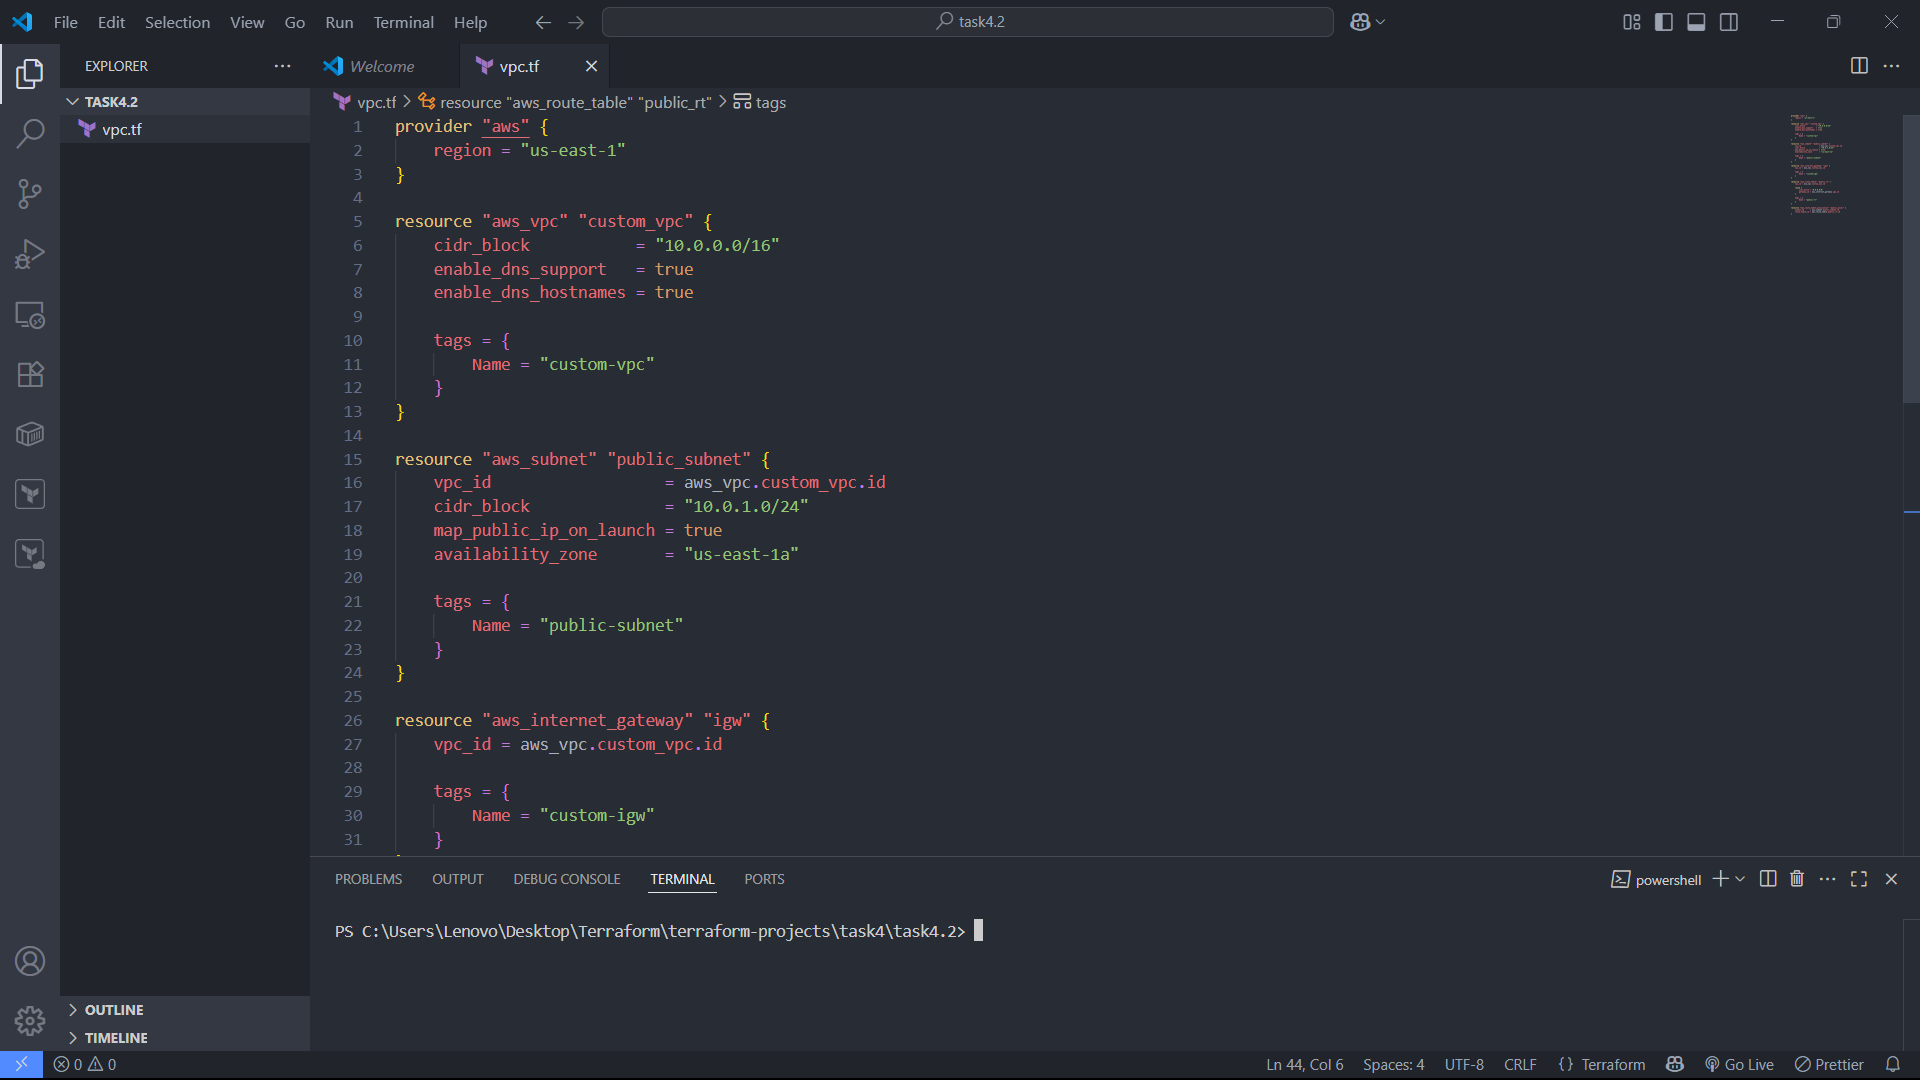 File Edit Selection View Go Run Terminal Help
task4.2
EXPLORER
TASK4.2
vpc.tf
OUTLINE
TIMELINE
Welcome
vpc.tf
vpc.tf > resource "aws_route_table" "public_rt" > tags
1 provider "aws" {
2 region = "us-east-1"
3 }
4
5 resource "aws_vpc" "custom_vpc" {
6 cidr_block = "10.0.0.0/16"
7 enable_dns_support = true
8 enable_dns_hostnames = true
9
10 tags = {
11 Name = "custom-vpc"
12 }
13 }
14
15 resource "aws_subnet" "public_subnet" {
16 vpc_id = aws_vpc.custom_vpc.id
17 cidr_block = "10.0.1.0/24"
18 map_public_ip_on_launch = true
19 availability_zone = "us-east-1a"
20
21 tags = {
22 Name = "public-subnet"
23 }
24 }
25
26 resource "aws_internet_gateway" "igw" {
27 vpc_id = aws_vpc.custom_vpc.id
28
29 tags = {
30 Name = "custom-igw"
31 }
PROBLEMS OUTPUT DEBUG CONSOLE TERMINAL PORTS
powershell
PS C:\Users\Lenovo\Desktop\Terraform\terraform-projects\task4\task4.2>
0 0
Ln 44, Col 6 Spaces: 4 UTF-8 CRLF {} Terraform Go Live Prettier